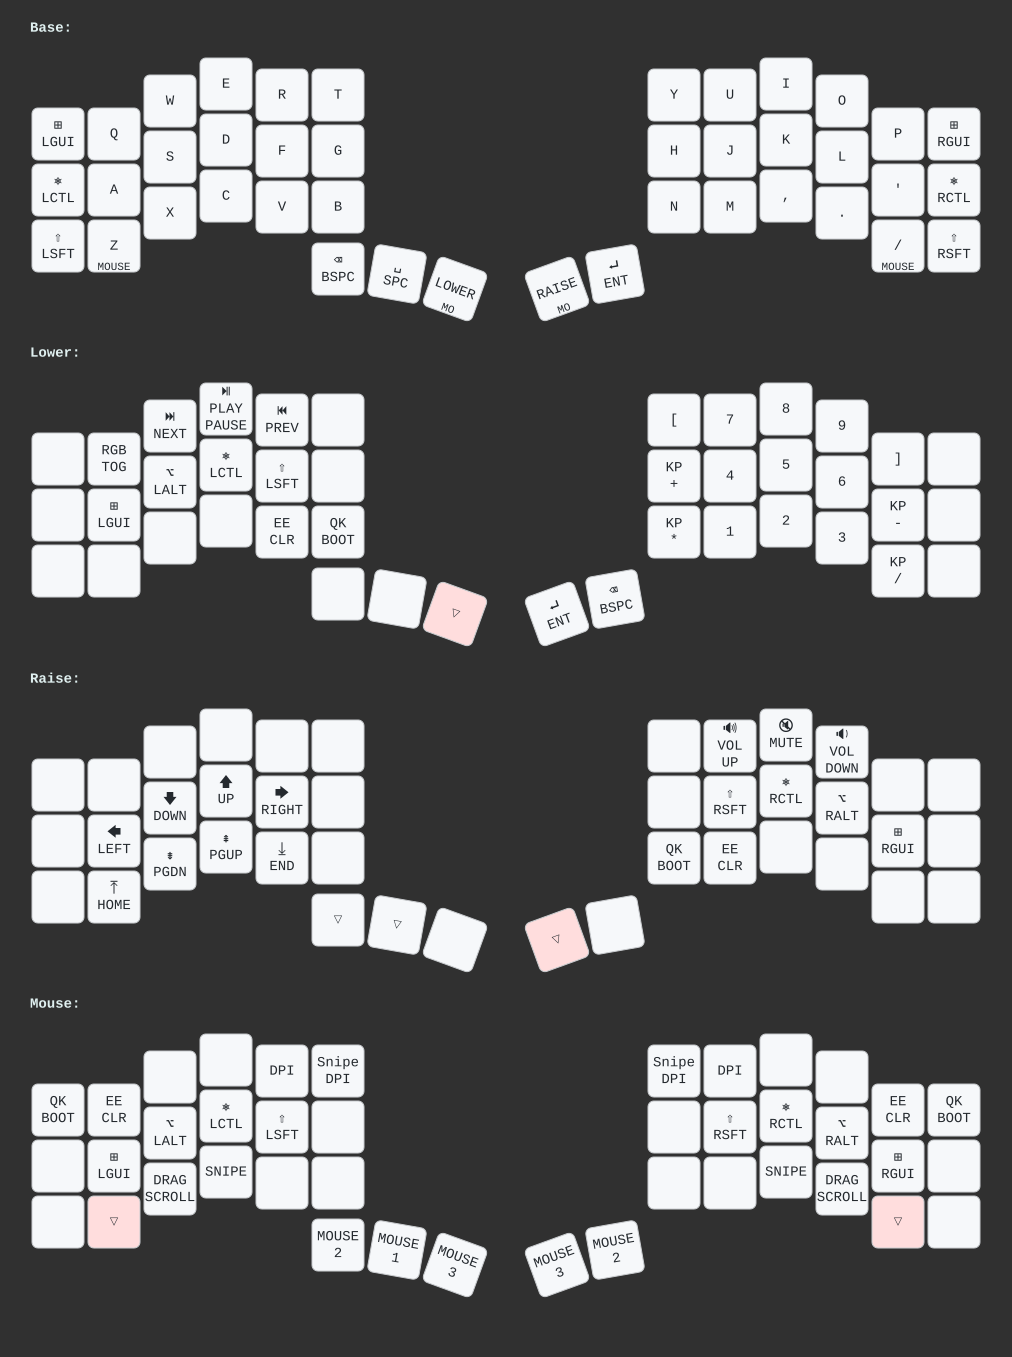 Base:
⊞ LGUI
Q
W
E
R
T
Y
U
I
O
P
⊞ RGUI
⎈ LCTL
A
S
D
F
G
H
J
K
L
'
⎈ RCTL
⇧ LSFT
Z
MOUSE
X
C
V
B
N
M
,
.
/
MOUSE
⇧ RSFT
⌫ BSPC
␣ SPC
LOWER
MO
RAISE
MO
↵ ENT
Lower:
RGB
TOG
⏭ NEXT
⏯ PLAY
PAUSE
⏮ PREV
[
7
8
9
]
⊞ LGUI
⌥ LALT
⎈ LCTL
⇧ LSFT
KP
+
4
5
6
KP
-
EE
CLR
QK
BOOT
KP
*
1
2
3
KP
/
▽
↵ ENT
⌫ BSPC
Raise:
🔊 VOL
UP
🔇 MUTE
🔉 VOL
DOWN
🡄 LEFT
🡇 DOWN
🡅 UP
🡆 RIGHT
⇧ RSFT
⎈ RCTL
⌥ RALT
⊞ RGUI
⤒ HOME
⇟ PGDN
⇞ PGUP
⤓ END
QK
BOOT
EE
CLR
▽
▽
▽
Mouse:
QK
BOOT
EE
CLR
DPI
Snipe
DPI
Snipe
DPI
DPI
EE
CLR
QK
BOOT
⊞ LGUI
⌥ LALT
⎈ LCTL
⇧ LSFT
⇧ RSFT
⎈ RCTL
⌥ RALT
⊞ RGUI
▽
DRAG
SCROLL
SNIPE
SNIPE
DRAG
SCROLL
▽
MOUSE
2
MOUSE
1
MOUSE
3
MOUSE
3
MOUSE
2